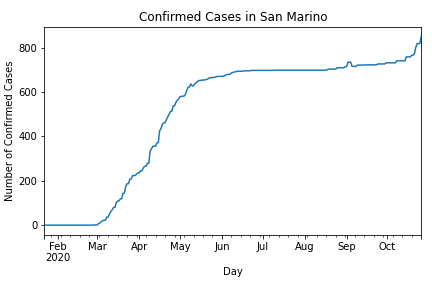 Confirmed Cases in San Marino
Number of Confirmed Cases
800
600
400
200
0
Feb Mar Apr May Jun Jul Aug Sep Oct
2020
Day